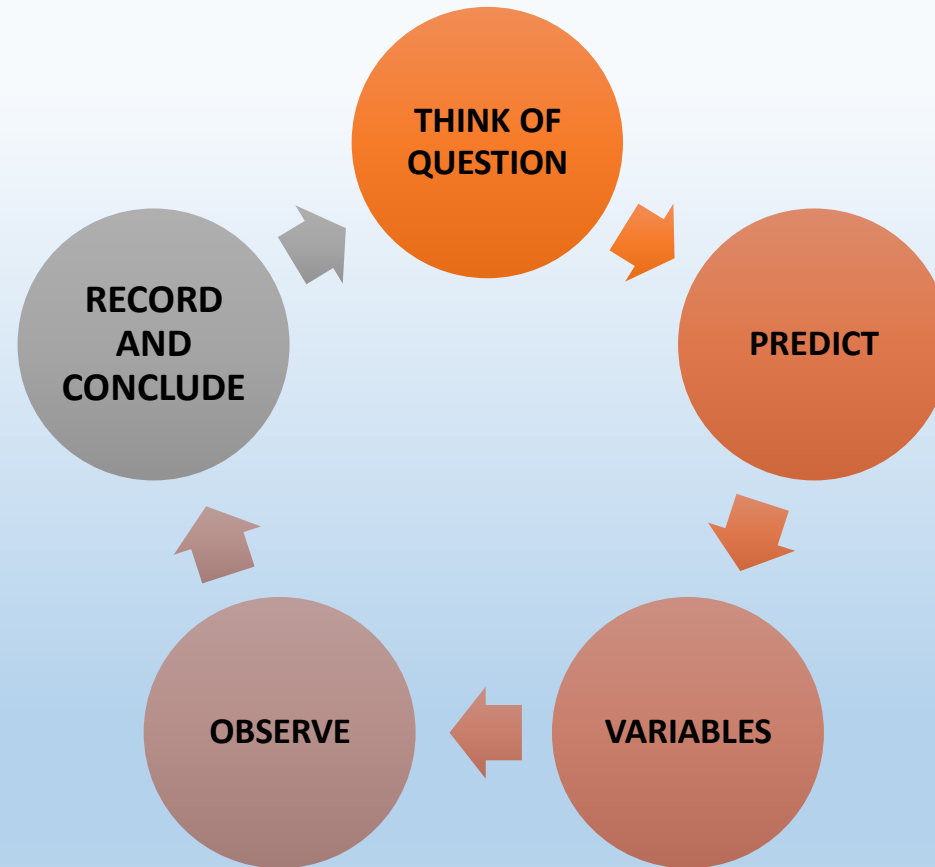 THINK OF
QUESTION
PREDICT
VARIABLES
OBSERVE
RECORD
AND
CONCLUDE